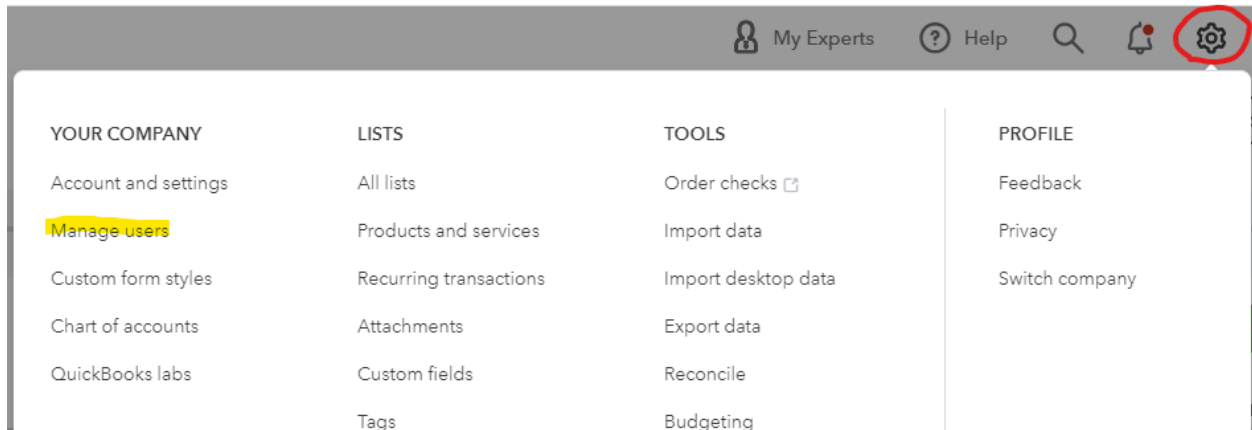 My Experts
Help
YOUR COMPANY
Account and settings
Manage users
Custom form styles
Chart of accounts
QuickBooks labs
LISTS
All lists
Products and services
Recurring transactions
Attachments
Custom fields
Tags
TOOLS
Order checks
Import data
Import desktop data
Export data
Reconcile
Budgeting
PROFILE
Feedback
Privacy
Switch company